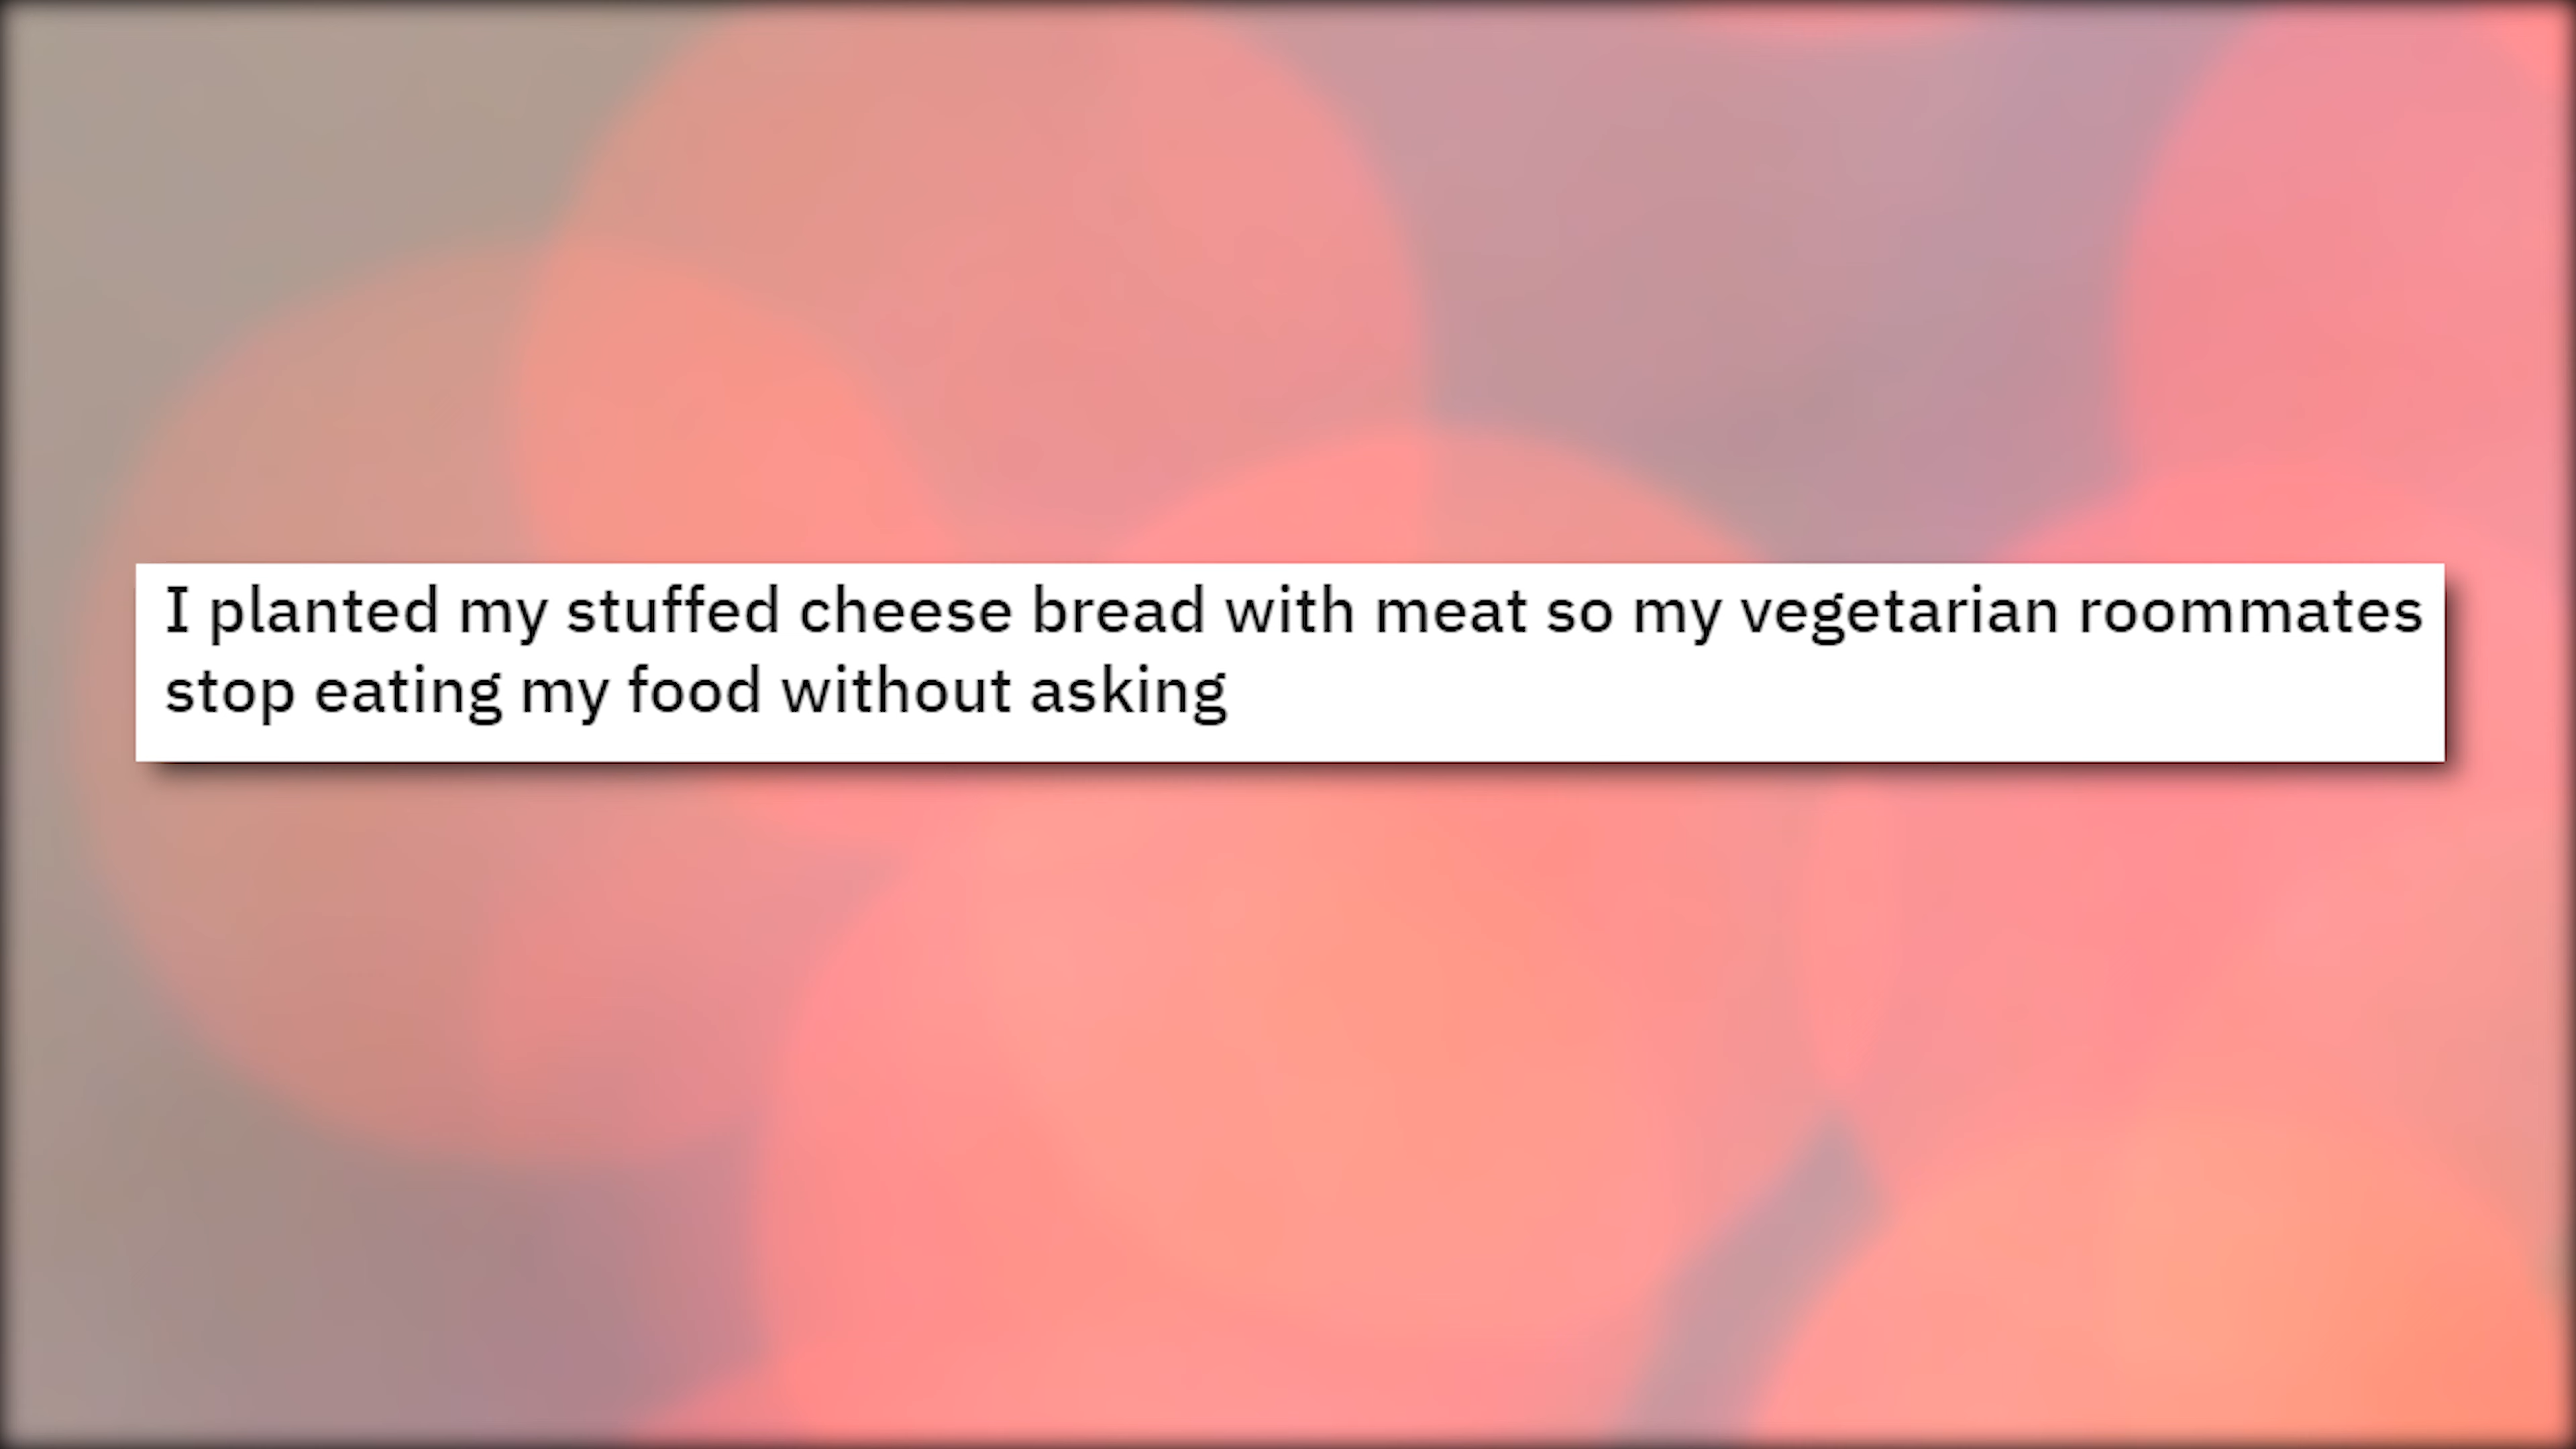 I planted my stuffed cheese bread with meat so my vegetarian roommates
stop eating my food without asking